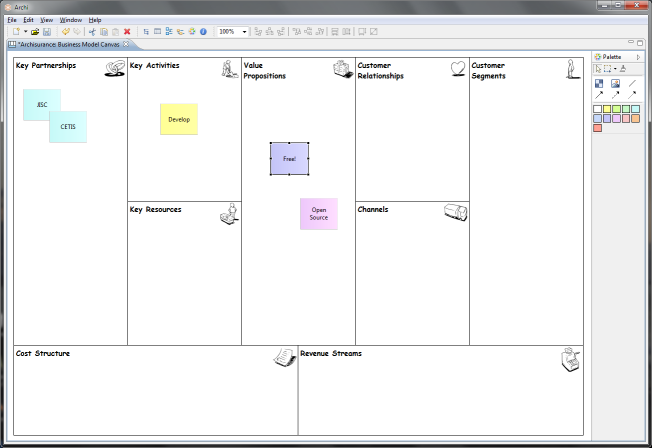 Archi
File Edit View Window Help
100%
*Archisurance: Business Model Canvas
Palette
Key Partnerships
Key Activities
Value
Propositions
Customer
Relationships
Customer
Segments
JISC
CETIS
Develop
Free!
Open
Source
Key Resources
Channels
Cost Structure
Revenue Streams